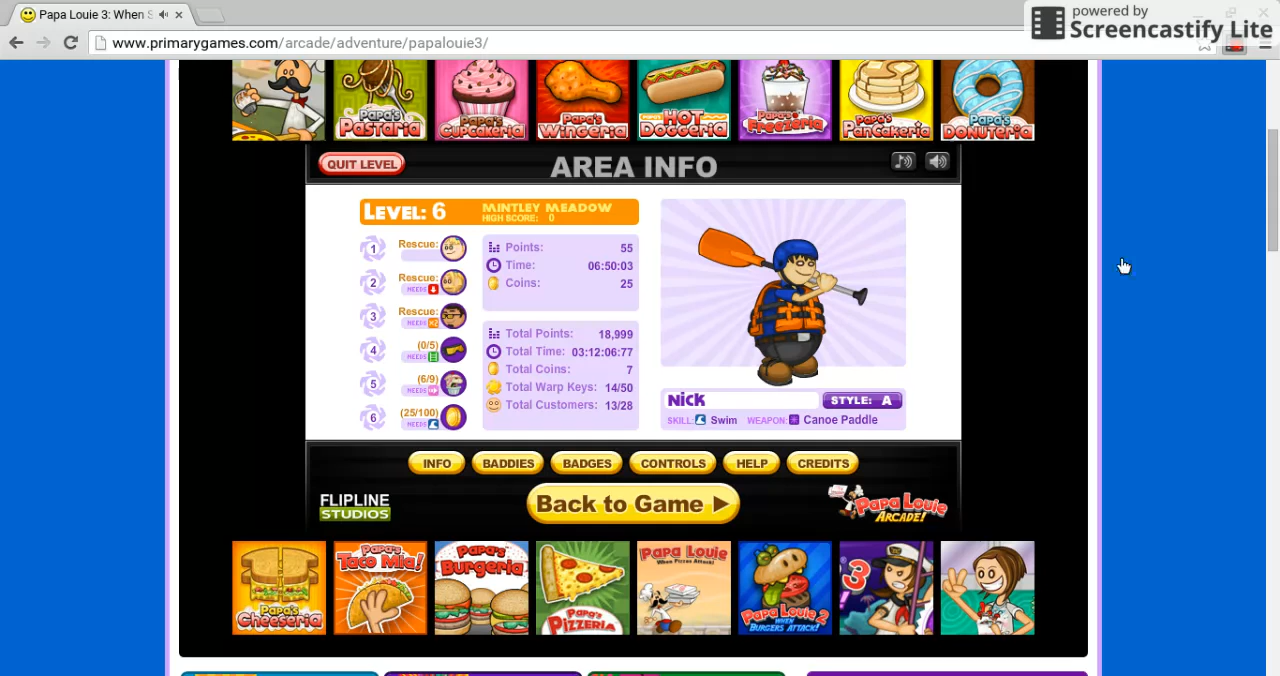 Papa Louie 3: When S
powered by
Screencastify Lite
www.primarygames.com/arcade/adventure/papalouie3/
Papa's Pastaria
Papa's Cupcakeria
Papa's Wingeria
Papa's Hot Doggeria
Papa's Freezeria
Papa's Pancakeria
Papa's Donuteria
QUIT LEVEL
AREA INFO
LEVEL: 6
MINTLEY MEADOW
HIGH SCORE: 0
1 Rescue:
2 Rescue:
NEEDS
3 Rescue:
NEEDS
4 (0/5)
NEEDS
5 (6/9)
NEEDS
6 (25/100)
NEEDS
Points: 55
Time: 06:50:03
Coins: 25
Total Points: 18,999
Total Time: 03:12:06:77
Total Coins: 7
Total Warp Keys: 14/50
Total Customers: 13/28
Nick
STYLE: A
SKILL: Swim WEAPON: Canoe Paddle
INFO
BADDIES
BADGES
CONTROLS
HELP
CREDITS
FLIPLINE
STUDIOS
Back to Game
Papa Louie
ARCADE!
Papa's Cheeseria
Papa's Taco Mia!
Papa's Burgeria
Papa's Pizzeria
Papa Louie
When Pizzas Attack!
Papa Louie 2
When Burgers Attack!
3